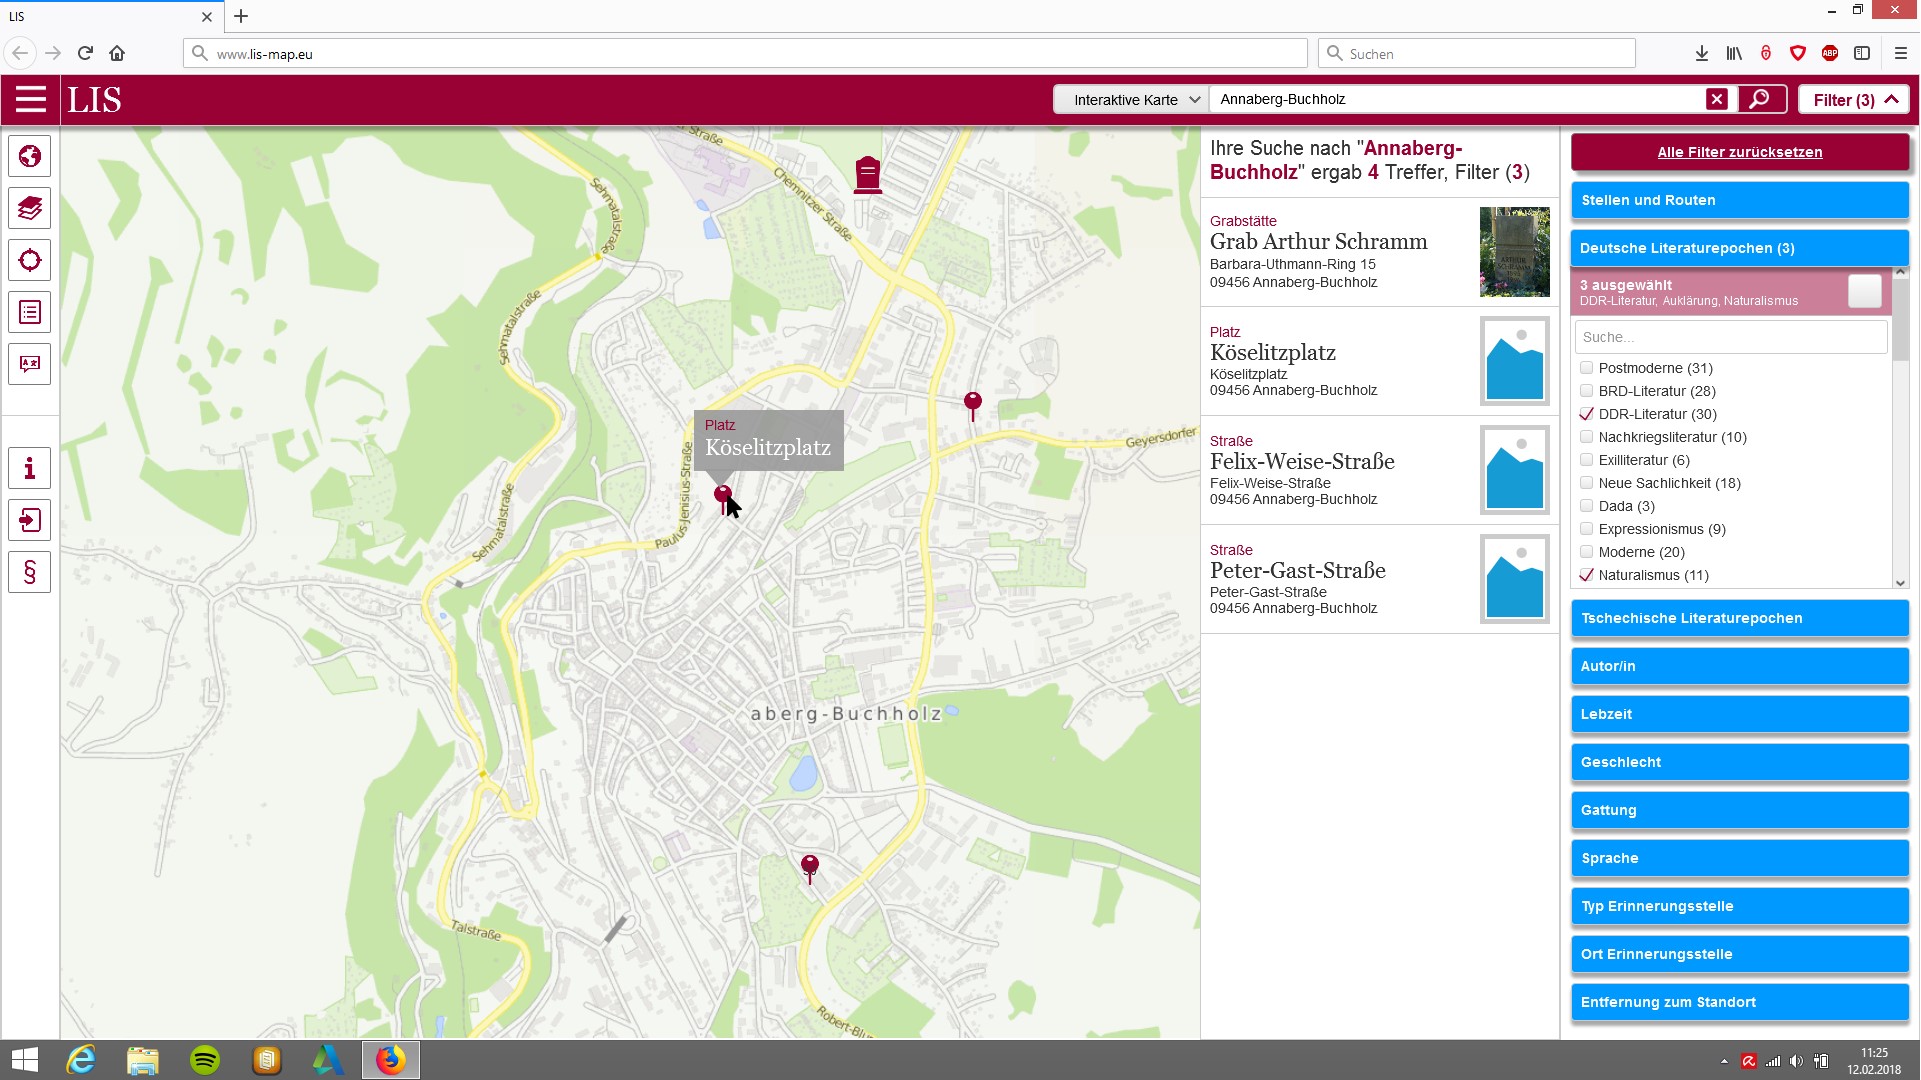 LIS
www.lis-map.eu
Suchen
ABP
LIS
Interaktive Karte
Annaberg-Buchholz
Filter (3)
Straße
Sehmatalstraße
Chemnitzer Straße
Sehmatalstraße
Geyersdorfer
Platz
Köselitzplatz
Paulus-Jenisius-Straße
Sehmatalstraße
aberg-Buchholz
Talstraße
Ihre Suche nach "Annaberg-
Buchholz" ergab 4 Treffer, Filter (3)
Grabstätte
Grab Arthur Schramm
Barbara-Uthmann-Ring 15
09456 Annaberg-Buchholz
Platz
Köselitzplatz
Köselitzplatz
09456 Annaberg-Buchholz
Straße
Felix-Weise-Straße
Felix-Weise-Straße
09456 Annaberg-Buchholz
Straße
Peter-Gast-Straße
Peter-Gast-Straße
09456 Annaberg-Buchholz
Alle Filter zurücksetzen
Stellen und Routen
Deutsche Literaturepochen (3)
3 ausgewählt
DDR-Literatur, Auklärung, Naturalismus
Suche...
Postmoderne (31)
BRD-Literatur (28)
DDR-Literatur (30)
Nachkriegsliteratur (10)
Exilliteratur (6)
Neue Sachlichkeit (18)
Dada (3)
Expressionismus (9)
Moderne (20)
Naturalismus (11)
Tschechische Literaturepochen
Autor/in
Lebzeit
Geschlecht
Gattung
Sprache
Typ Erinnerungsstelle
Ort Erinnerungsstelle
Entfernung zum Standort
11:25
12.02.2018